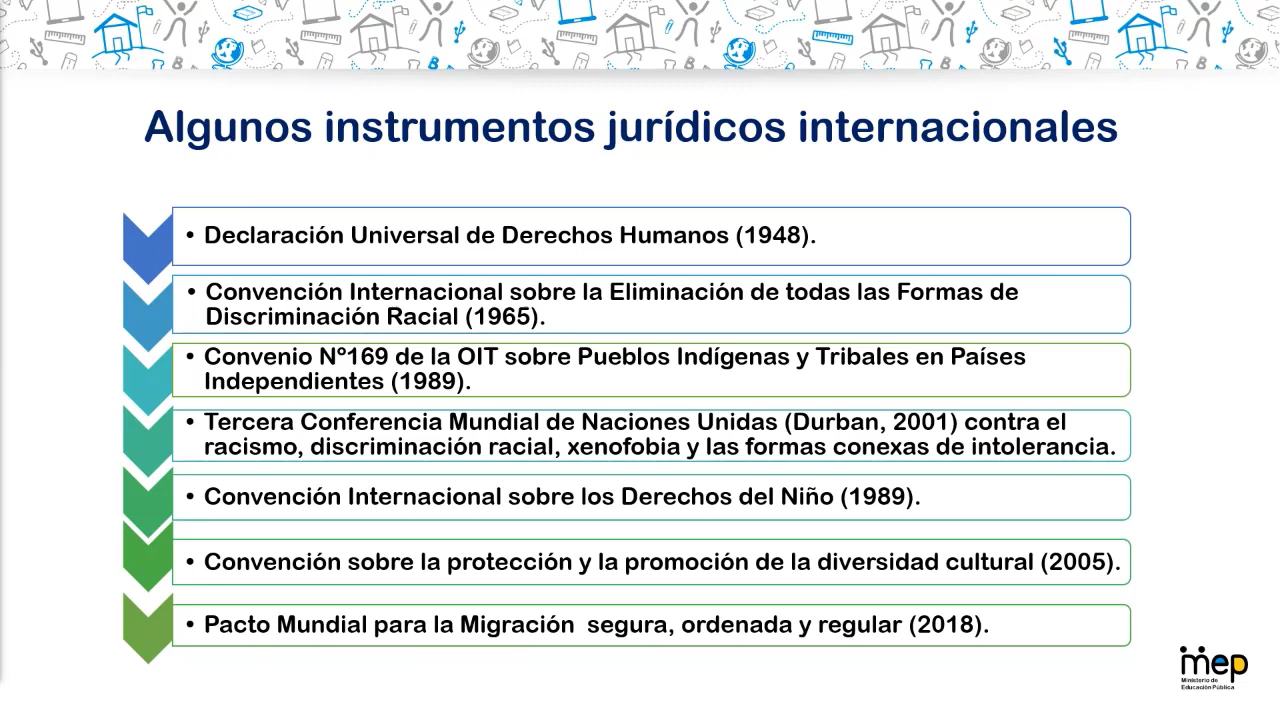 Algunos instrumentos jurídicos internacionales
• Declaración Universal de Derechos Humanos (1948).
• Convención Internacional sobre la Eliminación de todas las Formas de
Discriminación Racial (1965).
• Convenio Nº169 de la OIT sobre Pueblos Indígenas y Tribales en Países
Independientes (1989).
• Tercera Conferencia Mundial de Naciones Unidas (Durban, 2001) contra el
racismo, discriminación racial, xenofobia y las formas conexas de intolerancia.
• Convención Internacional sobre los Derechos del Niño (1989).
• Convención sobre la protección y la promoción de la diversidad cultural (2005).
• Pacto Mundial para la Migración  segura, ordenada y regular (2018).
mep
Ministerio de
Educación Pública